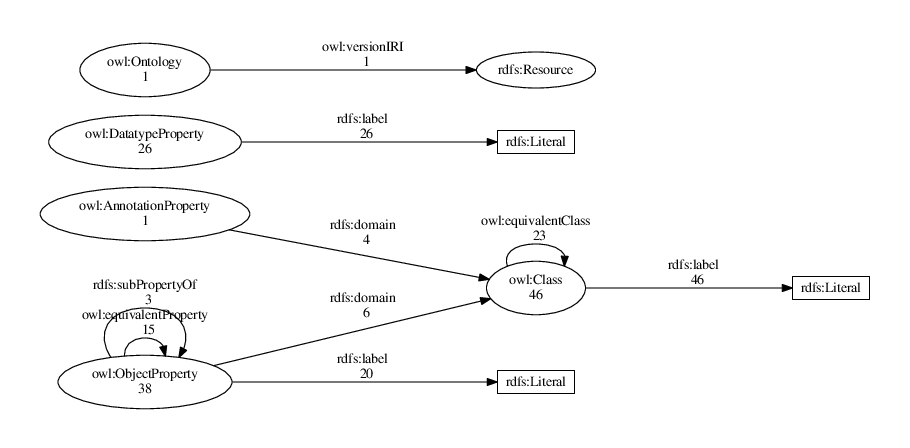 owl:versionIRI
1
owl:Ontology
1
rdfs:Resource
rdfs:label
26
owl:DatatypeProperty
26
rdfs:Literal
owl:AnnotationProperty
1
rdfs:domain
4
owl:equivalentClass
23
owl:Class
46
rdfs:label
46
rdfs:Literal
rdfs:subPropertyOf
3
owl:equivalentProperty
15
rdfs:domain
6
owl:ObjectProperty
38
rdfs:label
20
rdfs:Literal